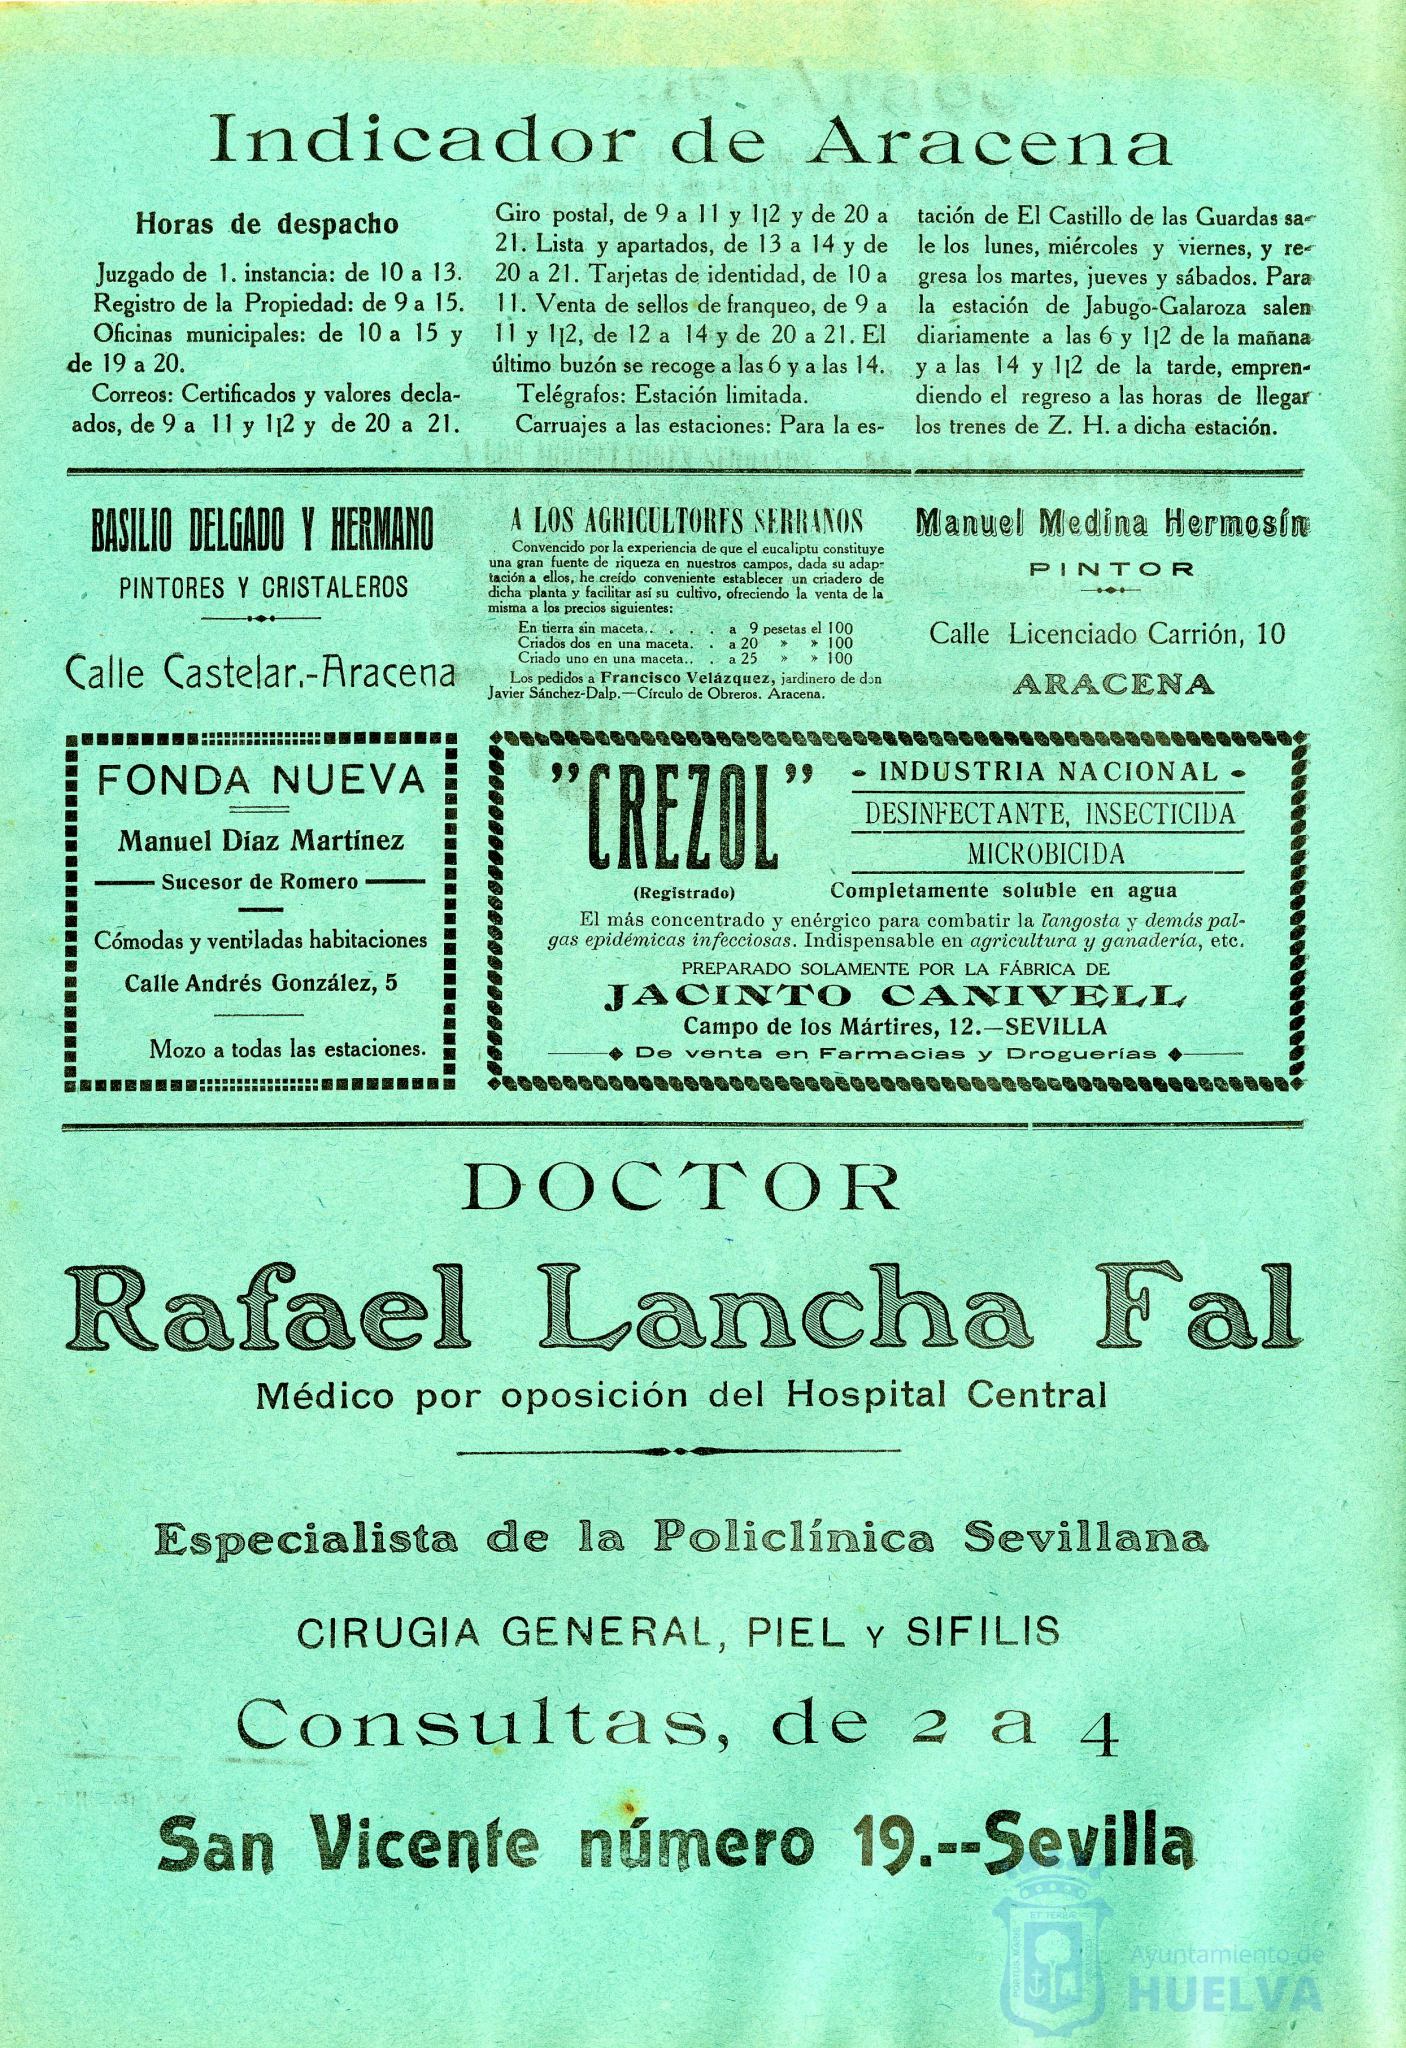 Indicador de Aracena
Horas de despacho
Juzgado de 1. instancia: de 10 a 13.
Registro de la Propiedad: de 9 a 15.
Oficinas municipales: de 10 a 15 y
de 19 a 20.
Correos: Certificados y valores decla-
ados, de 9 a 11 y 1¡2 y de 20 a 21.
Giro postal, de 9 a 11 y 1¡2 y de 20 a
21. Lista y apartados, de 13 a 14 y de
20 a 21. Tarjetas de identidad, de 10 a
11. Venta de sellos de franqueo, de 9 a
11 y 1¡2, de 12 a 14 y de 20 a 21. El
último buzón se recoge a las 6 y a las 14.
Telégrafos: Estación limitada.
Carruajes a las estaciones: Para la es-
tación de El Castillo de las Guardas sa-
le los lunes, miércoles y viernes, y re-
gresa los martes, jueves y sábados. Para
la estación de Jabugo-Galaroza salen
diariamente a las 6 y 1¡2 de la mañana
y a las 14 y 1¡2 de la tarde, empren-
diendo el regreso a las horas de llegar
los trenes de Z. H. a dicha estación.
BASILIO DELGADO Y HERMANO
PINTORES Y CRISTALEROS
Calle Castelar.-Aracena
A LOS AGRICULTORES SERRANOS
Convencido por la experiencia de que el eucaliptu constituye
una gran fuente de riqueza en nuestros campos, dada su adap-
tación a ellos, he creído conveniente establecer un criadero de
dicha planta y facilitar así su cultivo, ofreciendo la venta de la
misma a los precios siguientes:
En tierra sin maceta.. . . . a 9 pesetas el 100
Criados dos en una maceta. . a 20 » » 100
Criado uno en una maceta.. . a 25 » » 100
Los pedidos a Francisco Velázquez, jardinero de don
Javier Sánchez-Dalp.—Círculo de Obreros. Aracena.
Manuel Medina Hermosín
PINTOR
Calle Licenciado Carrión, 10
ARACENA
FONDA NUEVA
Manuel Díaz Martínez
Sucesor de Romero
Cómodas y ventiladas habitaciones
Calle Andrés González, 5
Mozo a todas las estaciones.
"CREZOL"
(Registrado)
- INDUSTRIA NACIONAL -
DESINFECTANTE, INSECTICIDA
MICROBICIDA
Completamente soluble en agua
El más concentrado y enérgico para combatir la langosta y demás pal-
gas epidémicas infecciosas. Indispensable en agricultura y ganadería, etc.
PREPARADO SOLAMENTE POR LA FÁBRICA DE
JACINTO CANIVELL
Campo de los Mártires, 12.—SEVILLA
De venta en Farmacias y Droguerías
DOCTOR
Rafael Lancha Fal
Médico por oposición del Hospital Central
Especialista de la Policlínica Sevillana
CIRUGIA GENERAL, PIEL Y SIFILIS
Consultas, de 2 a 4
San Vicente número 19.--Sevilla
Ayuntamiento de
HUELVA